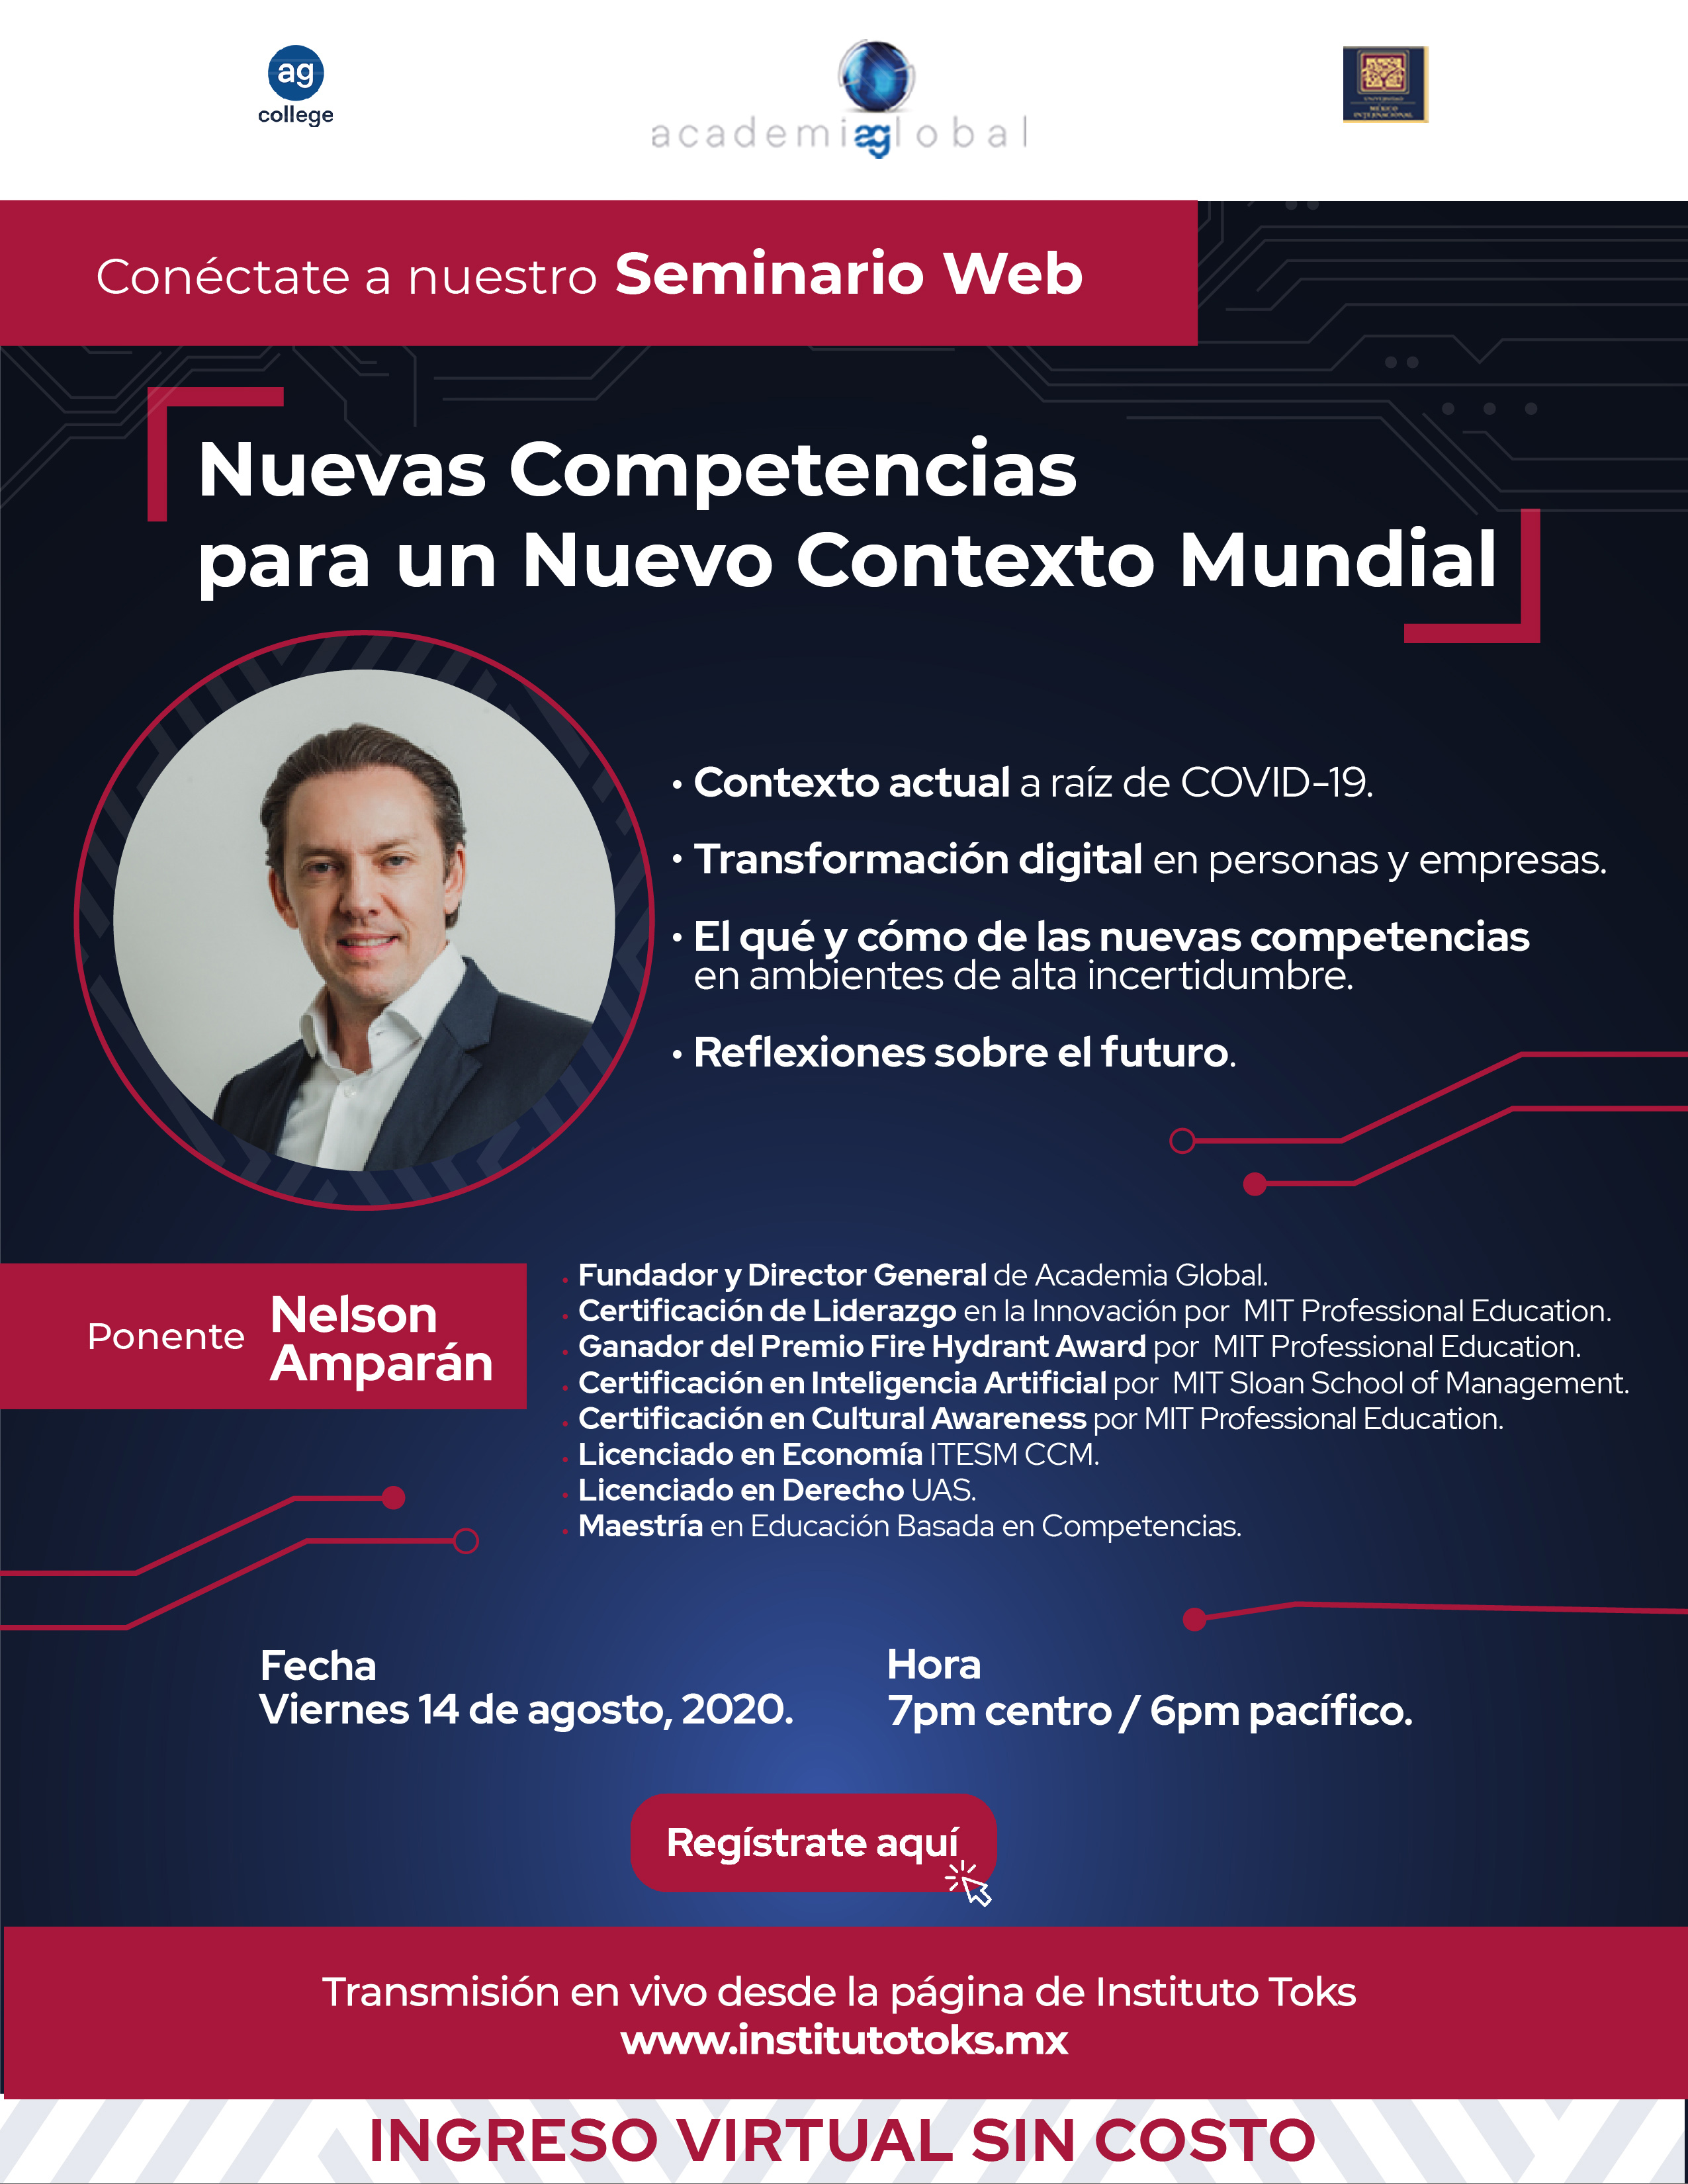 ag
college
academiaglobal
UNIVERSIDAD
MÉXICO
INTERNACIONAL
Conéctate a nuestro Seminario Web
Nuevas Competencias
para un Nuevo Contexto Mundial
• Contexto actual a raíz de COVID-19.
• Transformación digital en personas y empresas.
• El qué y cómo de las nuevas competencias
en ambientes de alta incertidumbre.
• Reflexiones sobre el futuro.
Ponente Nelson
Amparán
• Fundador y Director General de Academia Global.
• Certificación de Liderazgo en la Innovación por MIT Professional Education.
• Ganador del Premio Fire Hydrant Award por MIT Professional Education.
• Certificación en Inteligencia Artificial por MIT Sloan School of Management.
• Certificación en Cultural Awareness por MIT Professional Education.
• Licenciado en Economía ITESM CCM.
• Licenciado en Derecho UAS.
• Maestría en Educación Basada en Competencias.
Fecha
Viernes 14 de agosto, 2020.
Hora
7pm centro / 6pm pacífico.
Regístrate aquí
Transmisión en vivo desde la página de Instituto Toks
www.institutotoks.mx
INGRESO VIRTUAL SIN COSTO